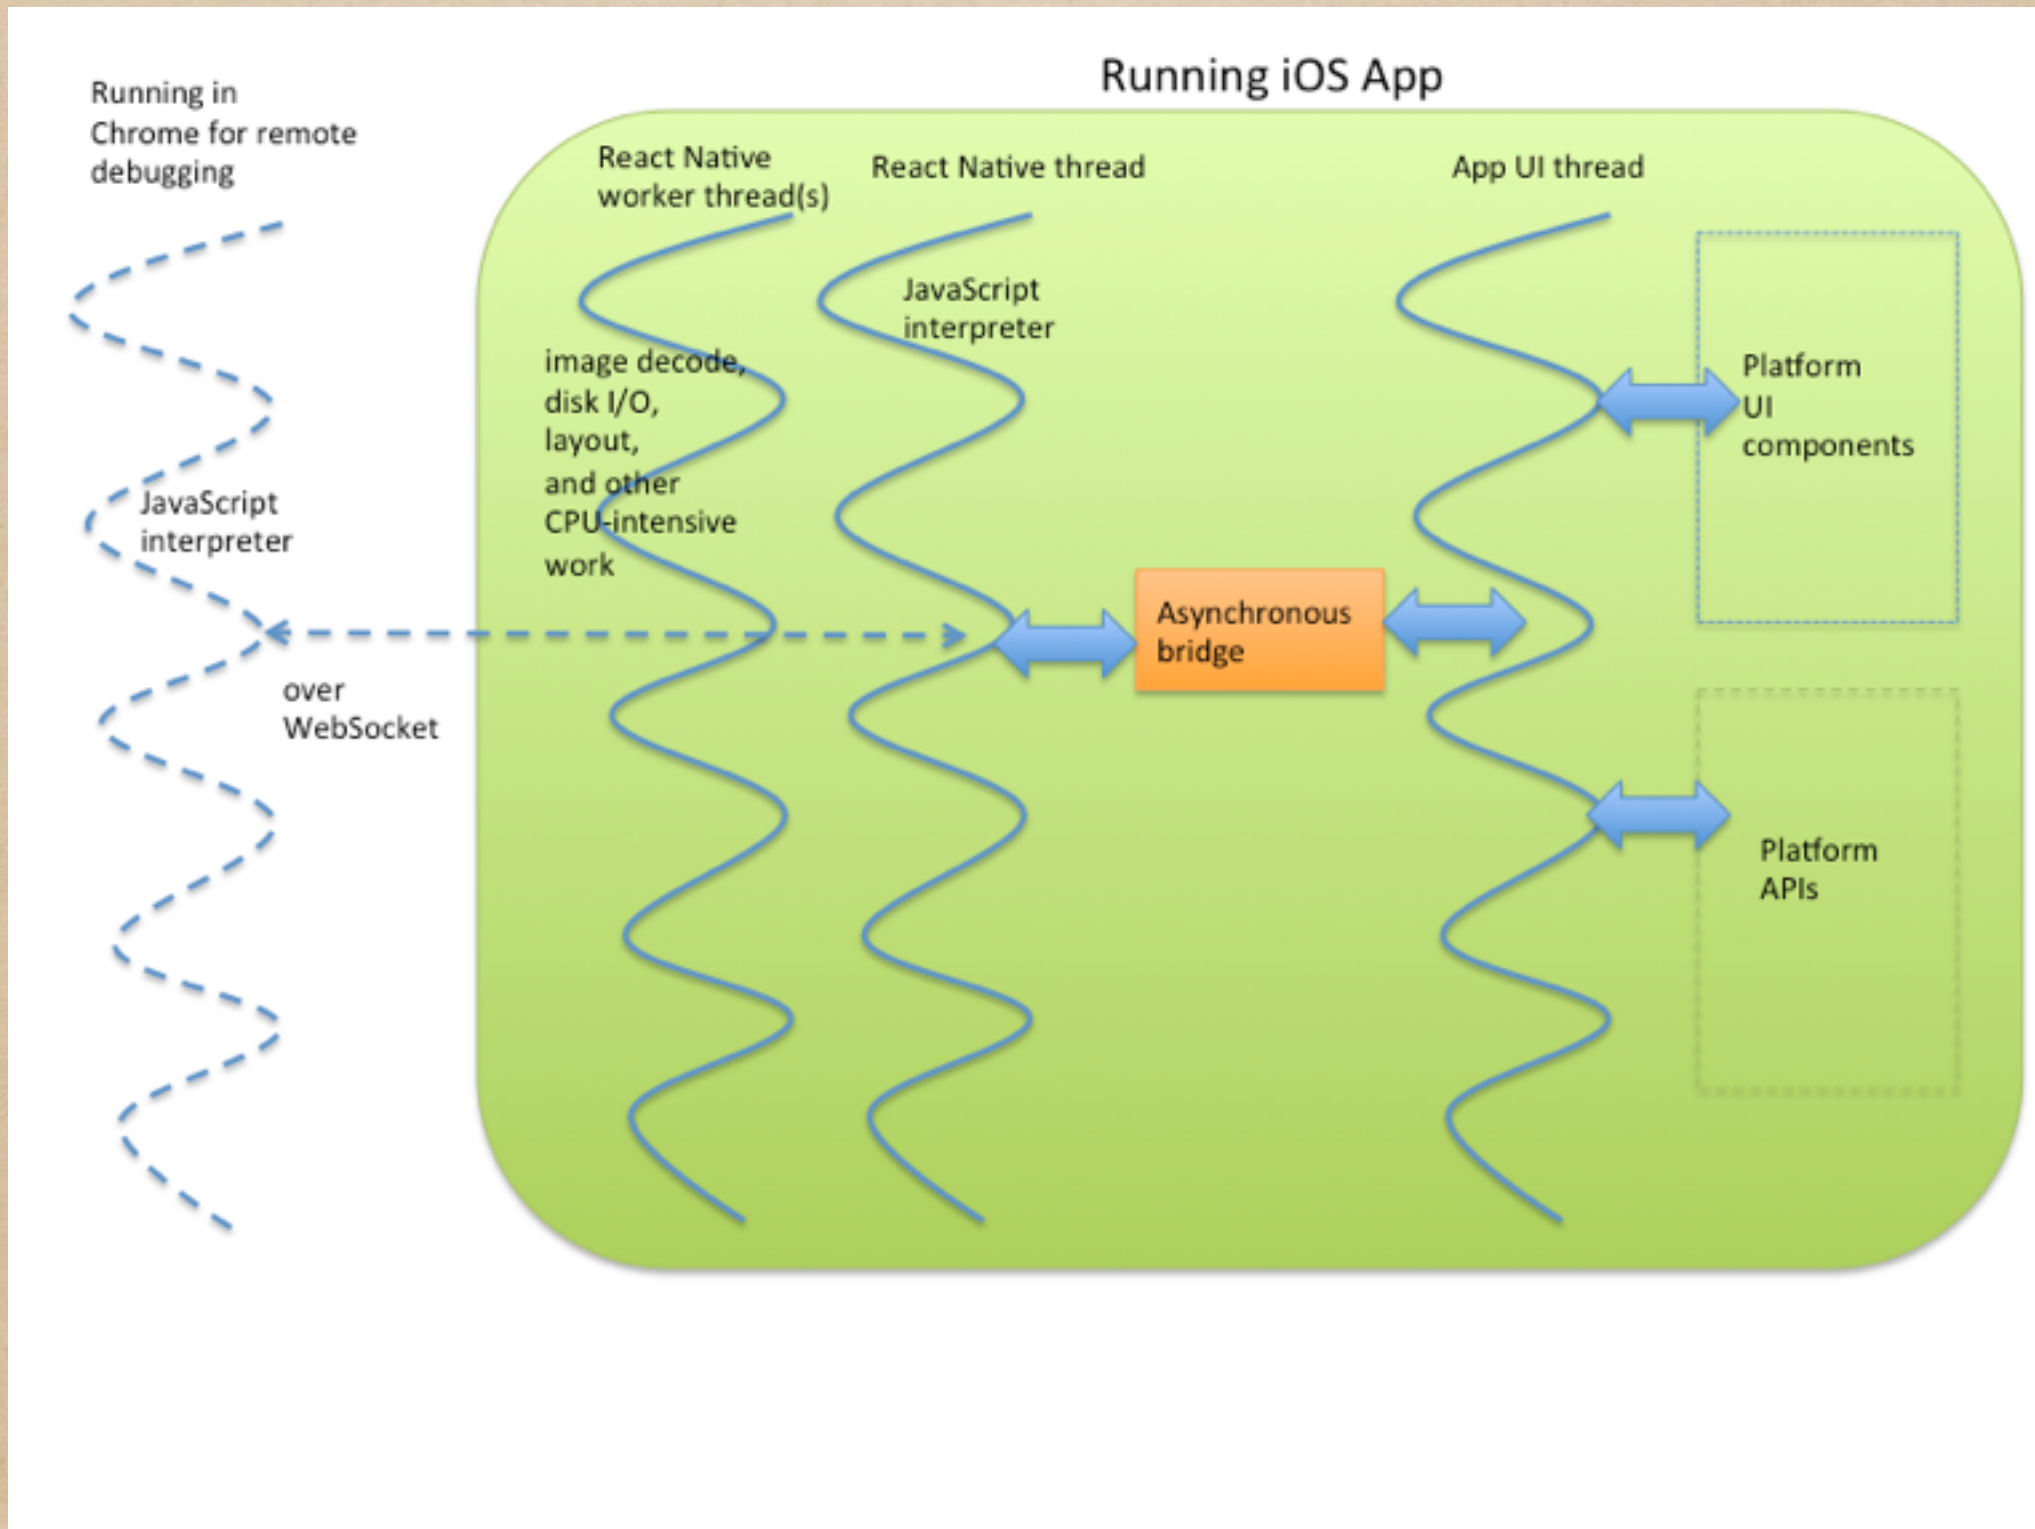 Running iOS App
Running in
Chrome for remote
debugging
React Native
worker thread(s)
React Native thread
App UI thread
JavaScript
interpreter
image decode,
disk I/O,
layout,
and other
CPU-intensive
work
Platform
UI
components
JavaScript
interpreter
Asynchronous
bridge
over
WebSocket
Platform
APIs